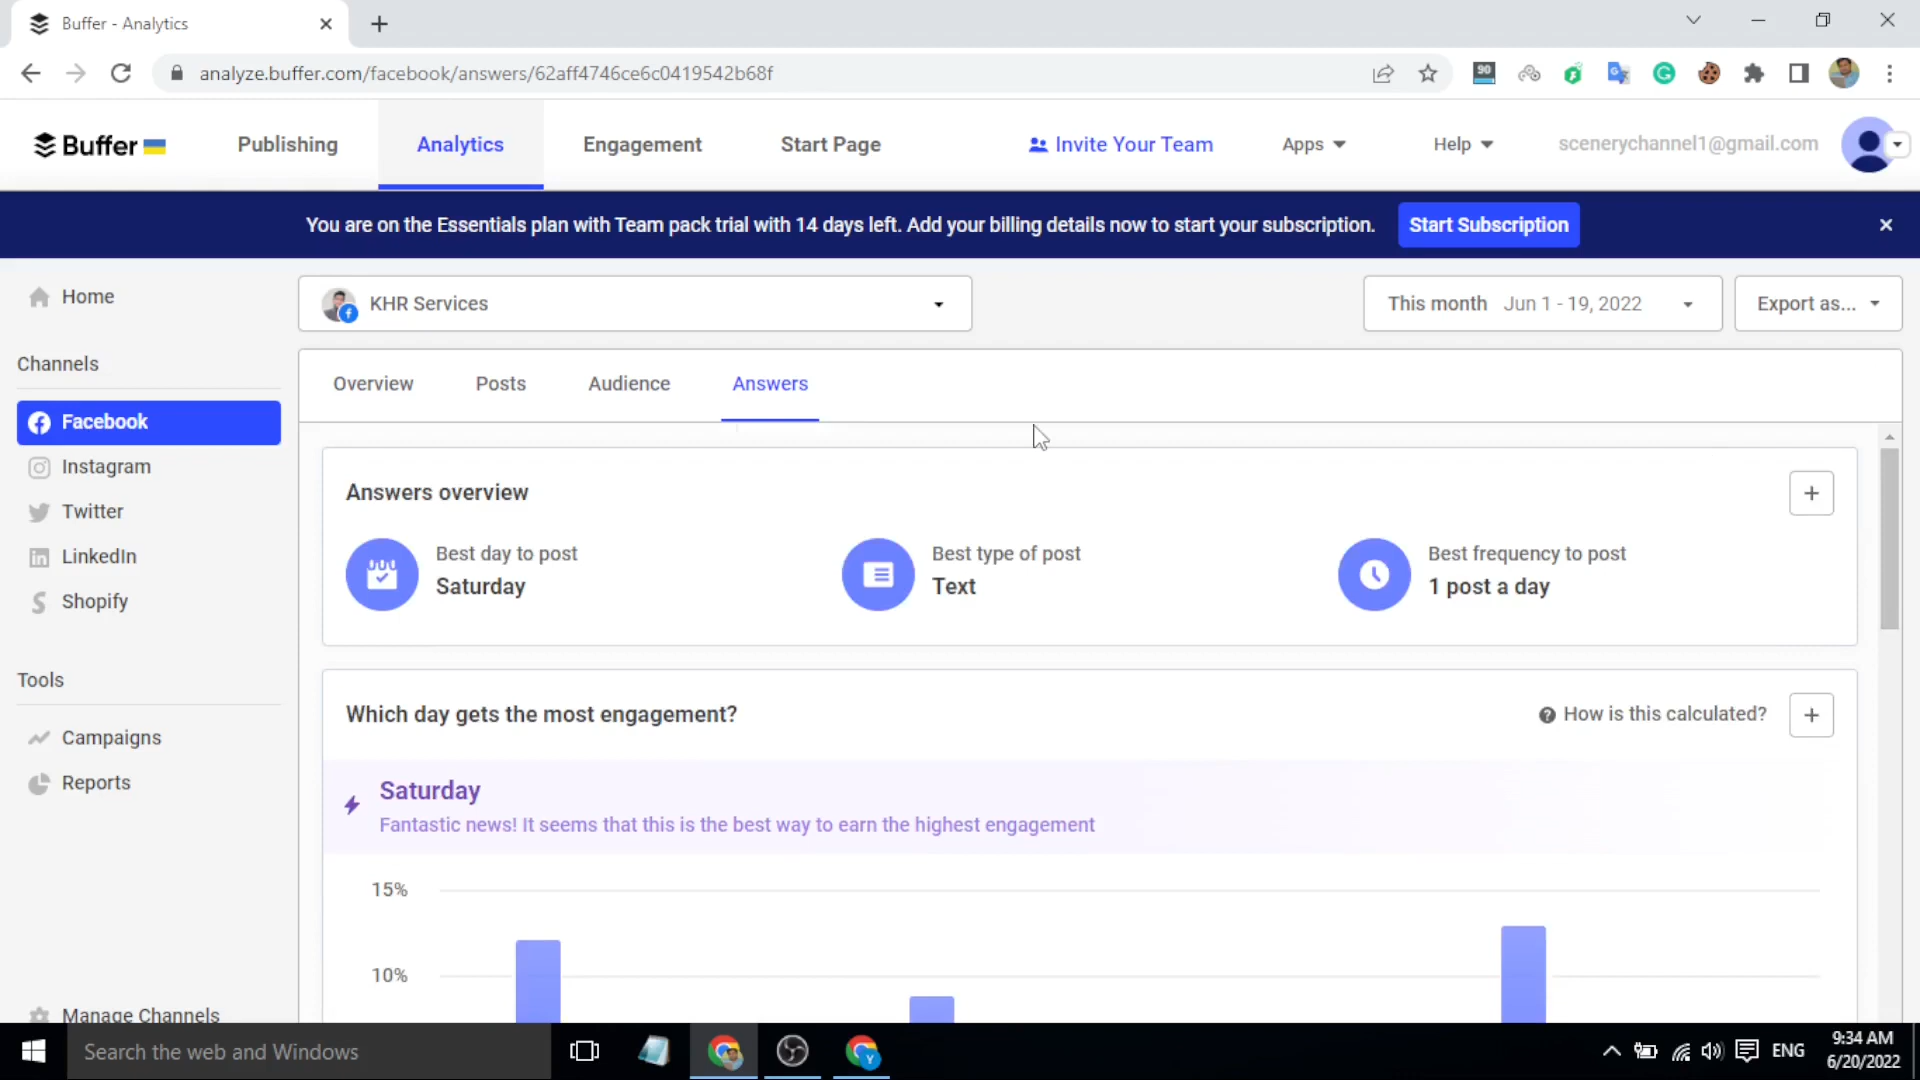 Buffer - Analytics
analyze.buffer.com/facebook/answers/62aff4746ce6c0419542b68f
90
Buffer
Publishing
Analytics
Engagement
Start Page
Invite Your Team
Apps
Help
scenerychannel1@gmail.com
You are on the Essentials plan with Team pack trial with 14 days left. Add your billing details now to start your subscription.
Start Subscription
Home
KHR Services
This month Jun 1 - 19, 2022
Export as...
Channels
Facebook
Instagram
Twitter
LinkedIn
Shopify
Tools
Campaigns
Reports
Manage Channels
Overview
Posts
Audience
Answers
Answers overview
Best day to post
Saturday
Best type of post
Text
Best frequency to post
1 post a day
Which day gets the most engagement?
How is this calculated?
Saturday
Fantastic news! It seems that this is the best way to earn the highest engagement
15%
10%
Search the web and Windows
ENG
9:34 AM
6/20/2022